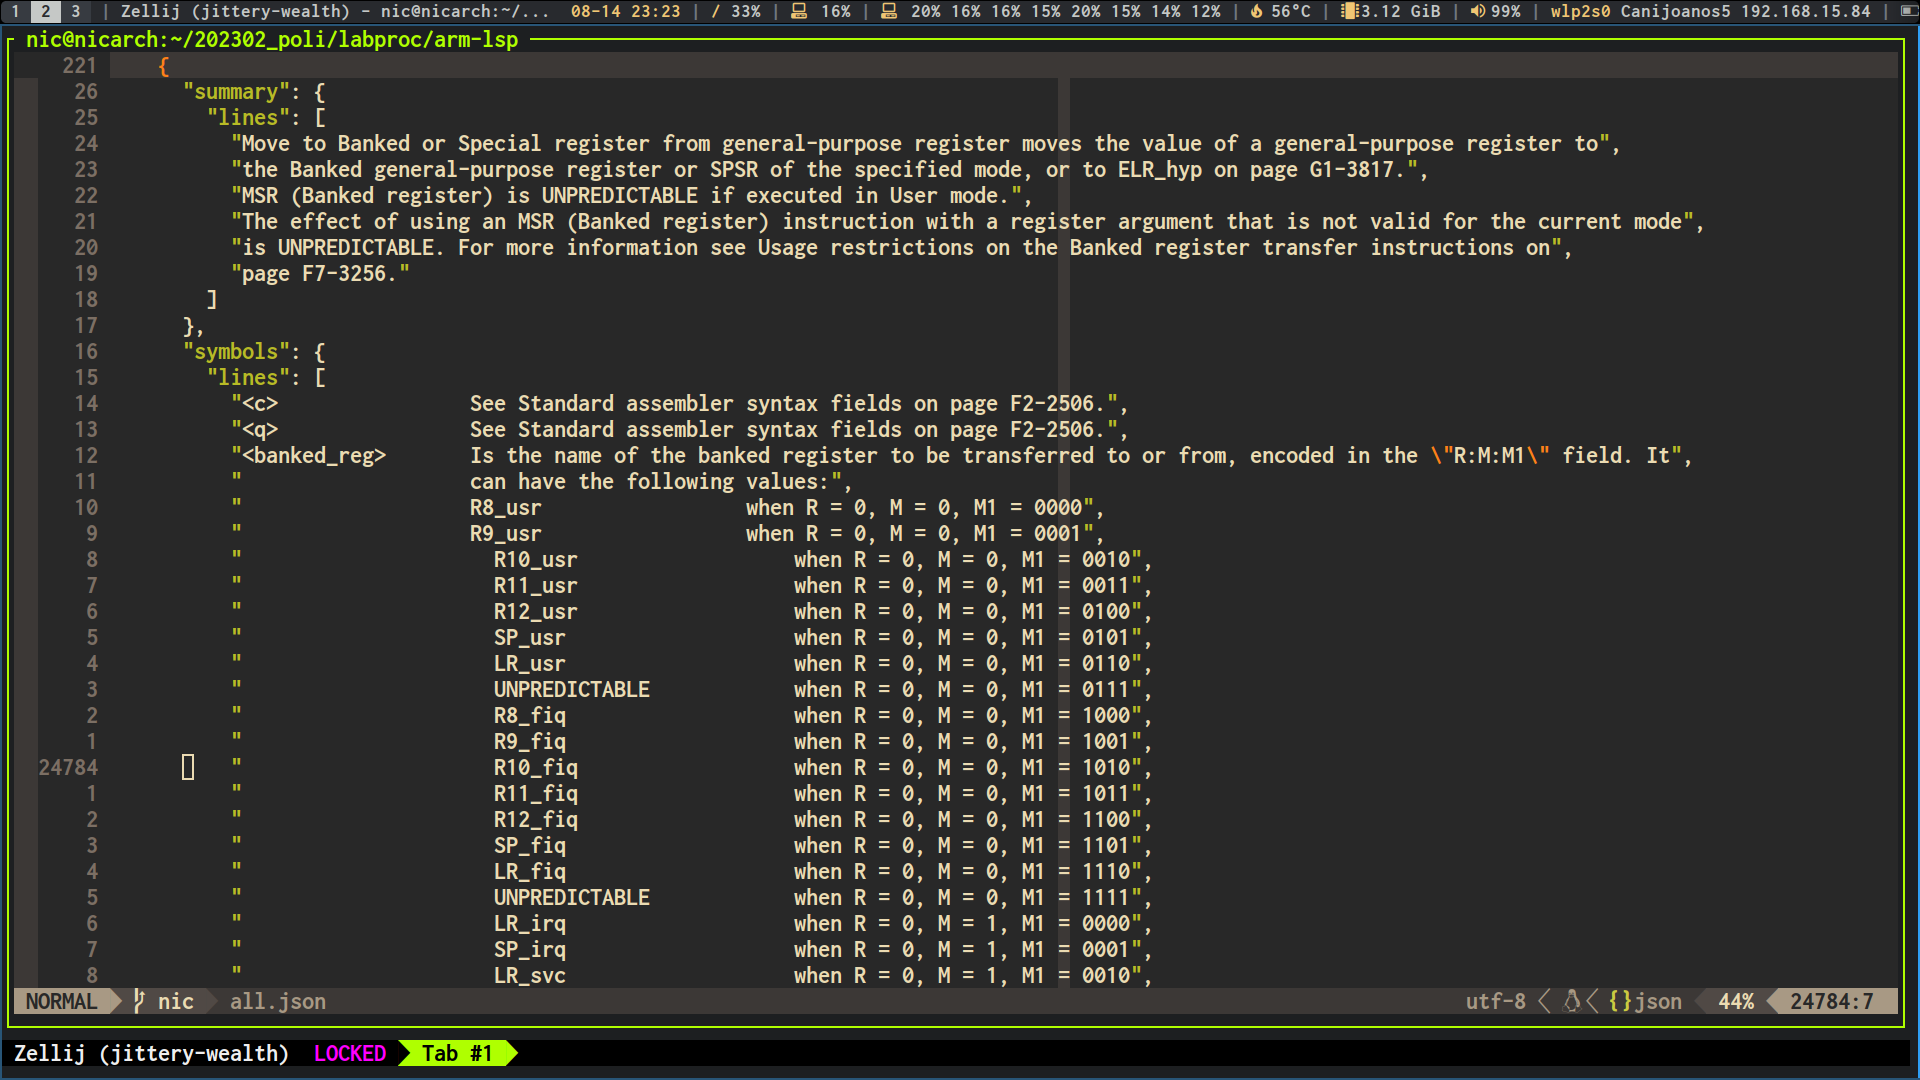 1 2 3 | Zellij (jittery-wealth) - nic@nicarch:~/... 08-14 23:23 | / 33% | 16% | 20% 16% 16% 15% 20% 15% 14% 12% | 56°C | 3.12 GiB | 99% | wlp2s0 Canijoanos5 192.168.15.84 |
nic@nicarch:~/202302_poli/labproc/arm-lsp
221 {
26 "summary": {
25 "lines": [
24 "Move to Banked or Special register from general-purpose register moves the value of a general-purpose register to",
23 "the Banked general-purpose register or SPSR of the specified mode, or to ELR_hyp on page G1-3817.",
22 "MSR (Banked register) is UNPREDICTABLE if executed in User mode.",
21 "The effect of using an MSR (Banked register) instruction with a register argument that is not valid for the current mode",
20 "is UNPREDICTABLE. For more information see Usage restrictions on the Banked register transfer instructions on",
19 "page F7-3256."
18 ]
17 },
16 "symbols": {
15 "lines": [
14 "<c> See Standard assembler syntax fields on page F2-2506.",
13 "<q> See Standard assembler syntax fields on page F2-2506.",
12 "<banked_reg> Is the name of the banked register to be transferred to or from, encoded in the \"R:M:M1\" field. It",
11 " can have the following values:",
10 " R8_usr when R = 0, M = 0, M1 = 0000",
9 " R9_usr when R = 0, M = 0, M1 = 0001",
8 " R10_usr when R = 0, M = 0, M1 = 0010",
7 " R11_usr when R = 0, M = 0, M1 = 0011",
6 " R12_usr when R = 0, M = 0, M1 = 0100",
5 " SP_usr when R = 0, M = 0, M1 = 0101",
4 " LR_usr when R = 0, M = 0, M1 = 0110",
3 " UNPREDICTABLE when R = 0, M = 0, M1 = 0111",
2 " R8_fiq when R = 0, M = 0, M1 = 1000",
1 " R9_fiq when R = 0, M = 0, M1 = 1001",
24784 " R10_fiq when R = 0, M = 0, M1 = 1010",
1 " R11_fiq when R = 0, M = 0, M1 = 1011",
2 " R12_fiq when R = 0, M = 0, M1 = 1100",
3 " SP_fiq when R = 0, M = 0, M1 = 1101",
4 " LR_fiq when R = 0, M = 0, M1 = 1110",
5 " UNPREDICTABLE when R = 0, M = 0, M1 = 1111",
6 " LR_irq when R = 0, M = 1, M1 = 0000",
7 " SP_irq when R = 0, M = 1, M1 = 0001",
8 " LR_svc when R = 0, M = 1, M1 = 0010",
NORMAL nic all.json utf-8 {} json 44% 24784:7
Zellij (jittery-wealth) LOCKED Tab #1